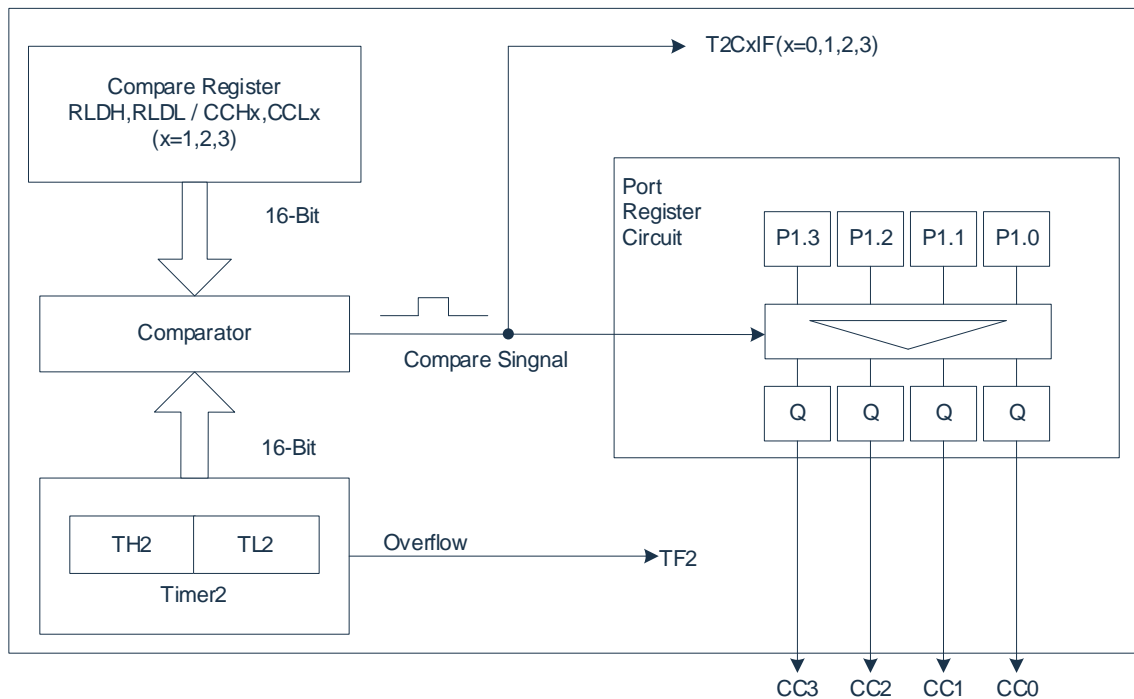 T2CxIF(x=0,1,2,3)
Compare Register
RLDH,RLDL / CCHx,CCLx
(x=1,2,3)
16-Bit
Port
Register
Circuit
P1.3 P1.2 P1.1 P1.0
Comparator
Compare Singnal
Q Q Q Q
16-Bit
TH2 TL2
Timer2
Overflow
TF2
CC3 CC2 CC1 CC0